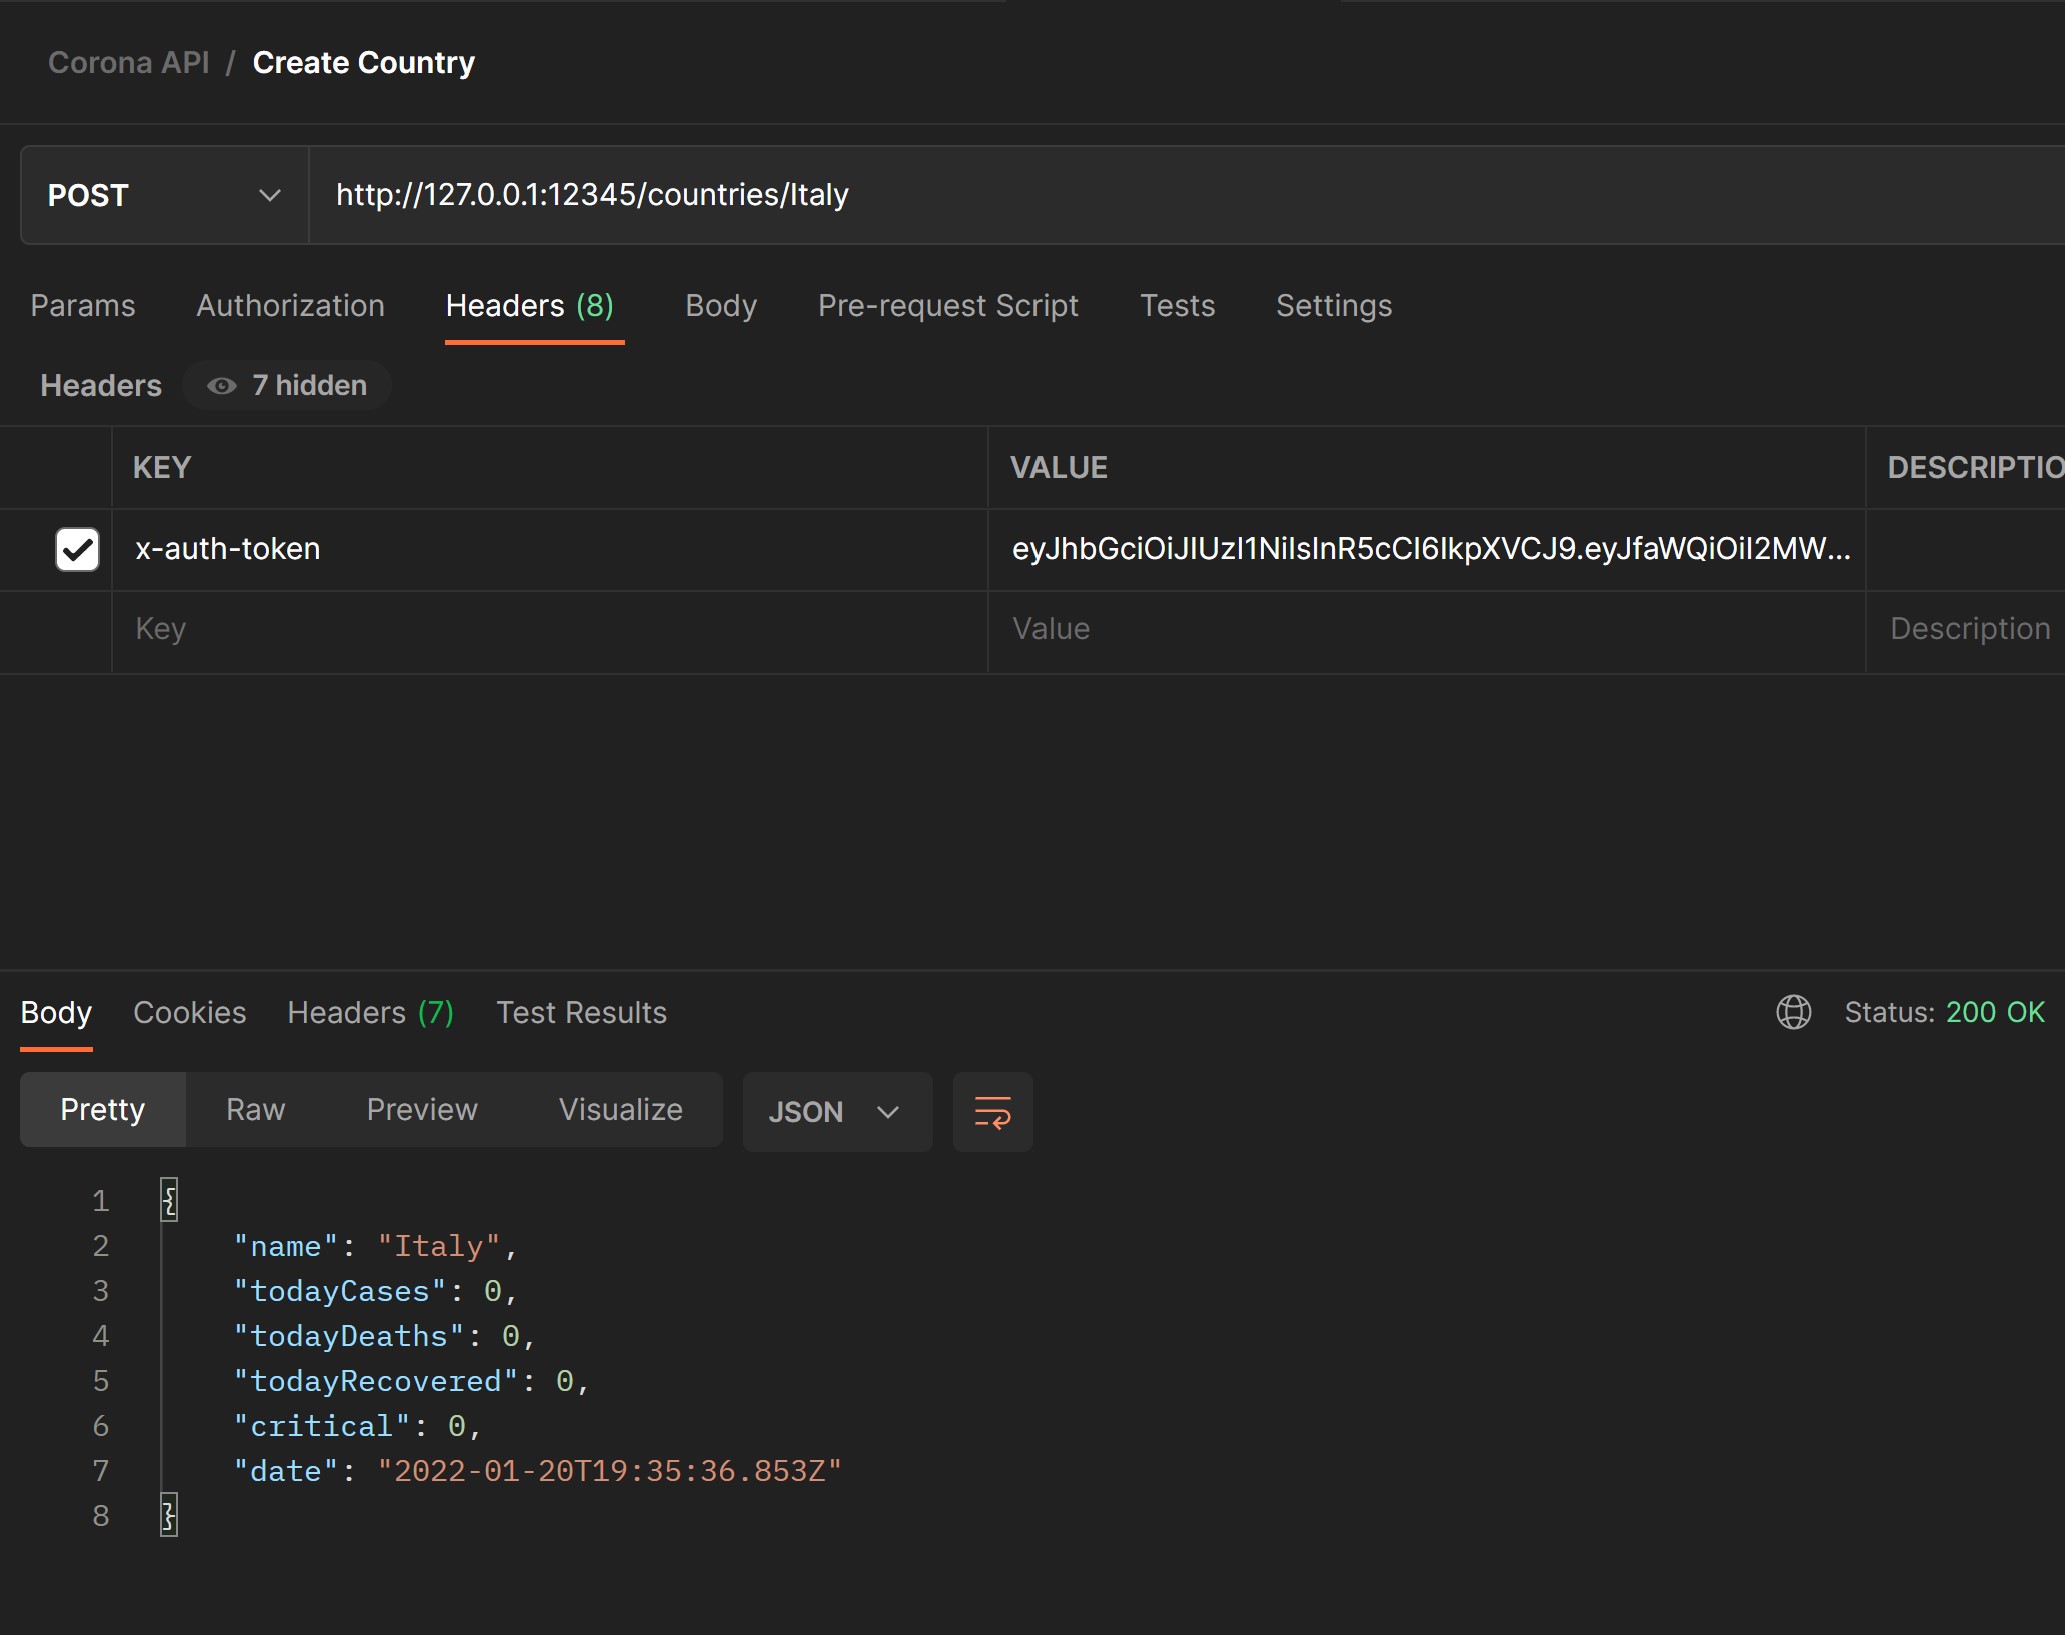 Corona API / Create Country
POST http://127.0.0.1:12345/countries/Italy
Params Authorization Headers (8) Body Pre-request Script Tests Settings
Headers 7 hidden
KEY VALUE DESCRIPTIO
x-auth-token eyJhbGciOiJIUzI1NiIsInR5cCI6IkpXVCJ9.eyJfaWQiOiI2MW...
Key Value Description
Body Cookies Headers (7) Test Results Status: 200 OK
Pretty Raw Preview Visualize JSON
1 {
2 "name": "Italy",
3 "todayCases": 0,
4 "todayDeaths": 0,
5 "todayRecovered": 0,
6 "critical": 0,
7 "date": "2022-01-20T19:35:36.853Z"
8 }